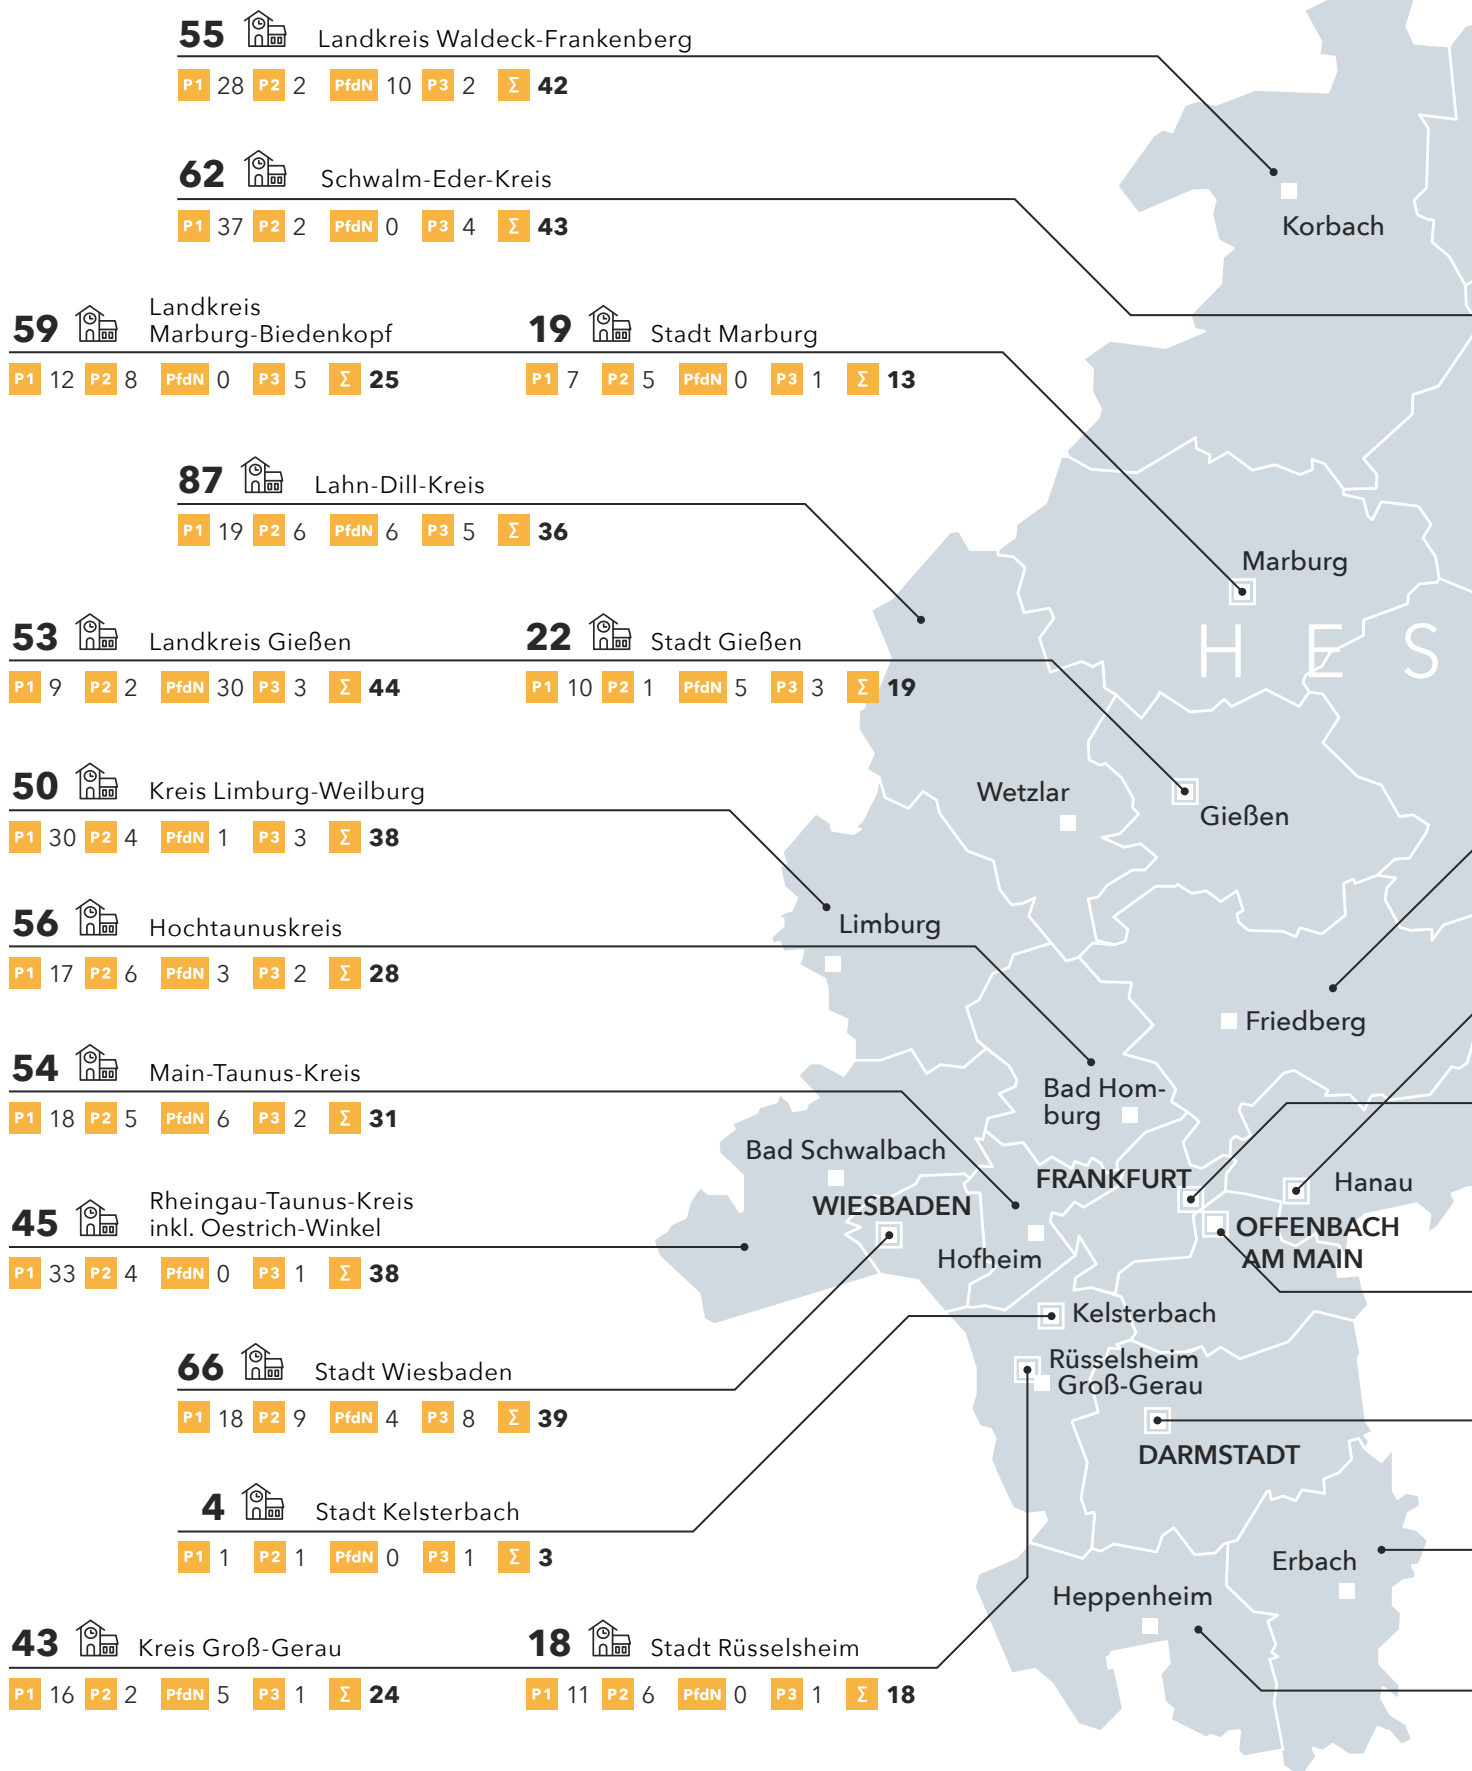 55 Landkreis Waldeck-Frankenberg
P1 28 P2 2 PfdN 10 P3 2 Σ 42
62 Schwalm-Eder-Kreis
P1 37 P2 2 PfdN 0 P3 4 Σ 43
59 Landkreis
Marburg-Biedenkopf
P1 12 P2 8 PfdN 0 P3 5 Σ 25
19 Stadt Marburg
P1 7 P2 5 PfdN 0 P3 1 Σ 13
87 Lahn-Dill-Kreis
P1 19 P2 6 PfdN 6 P3 5 Σ 36
53 Landkreis Gießen
P1 9 P2 2 PfdN 30 P3 3 Σ 44
22 Stadt Gießen
P1 10 P2 1 PfdN 5 P3 3 Σ 19
50 Kreis Limburg-Weilburg
P1 30 P2 4 PfdN 1 P3 3 Σ 38
56 Hochtaunuskreis
P1 17 P2 6 PfdN 3 P3 2 Σ 28
54 Main-Taunus-Kreis
P1 18 P2 5 PfdN 6 P3 2 Σ 31
45 Rheingau-Taunus-Kreis
inkl. Oestrich-Winkel
P1 33 P2 4 PfdN 0 P3 1 Σ 38
66 Stadt Wiesbaden
P1 18 P2 9 PfdN 4 P3 8 Σ 39
4 Stadt Kelsterbach
P1 1 P2 1 PfdN 0 P3 1 Σ 3
43 Kreis Groß-Gerau
P1 16 P2 2 PfdN 5 P3 1 Σ 24
18 Stadt Rüsselsheim
P1 11 P2 6 PfdN 0 P3 1 Σ 18
Korbach
Marburg
HES
Wetzlar
Gießen
Limburg
Friedberg
Bad Hom-
burg
Bad Schwalbach
FRANKFURT
Hanau
WIESBADEN
OFFENBACH
AM MAIN
Hofheim
Kelsterbach
Rüsselsheim
Groß-Gerau
DARMSTADT
Erbach
Heppenheim